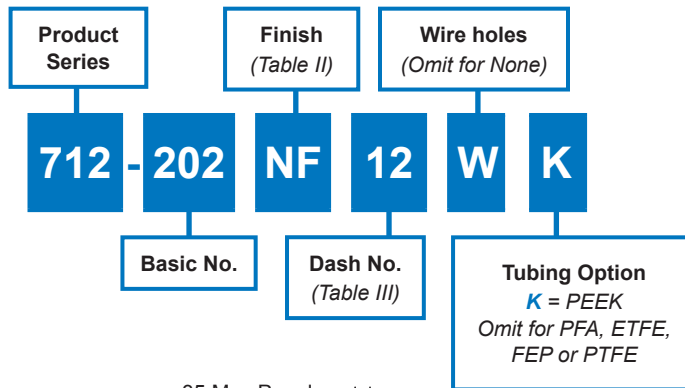 Product
Series
Finish
(Table II)
Wire holes
(Omit for None)
712 - 202 NF 12 W K
Basic No.
Dash No.
(Table III)
Tubing Option
K = PEEK
Omit for PFA, ETFE,
FEP or PTFE